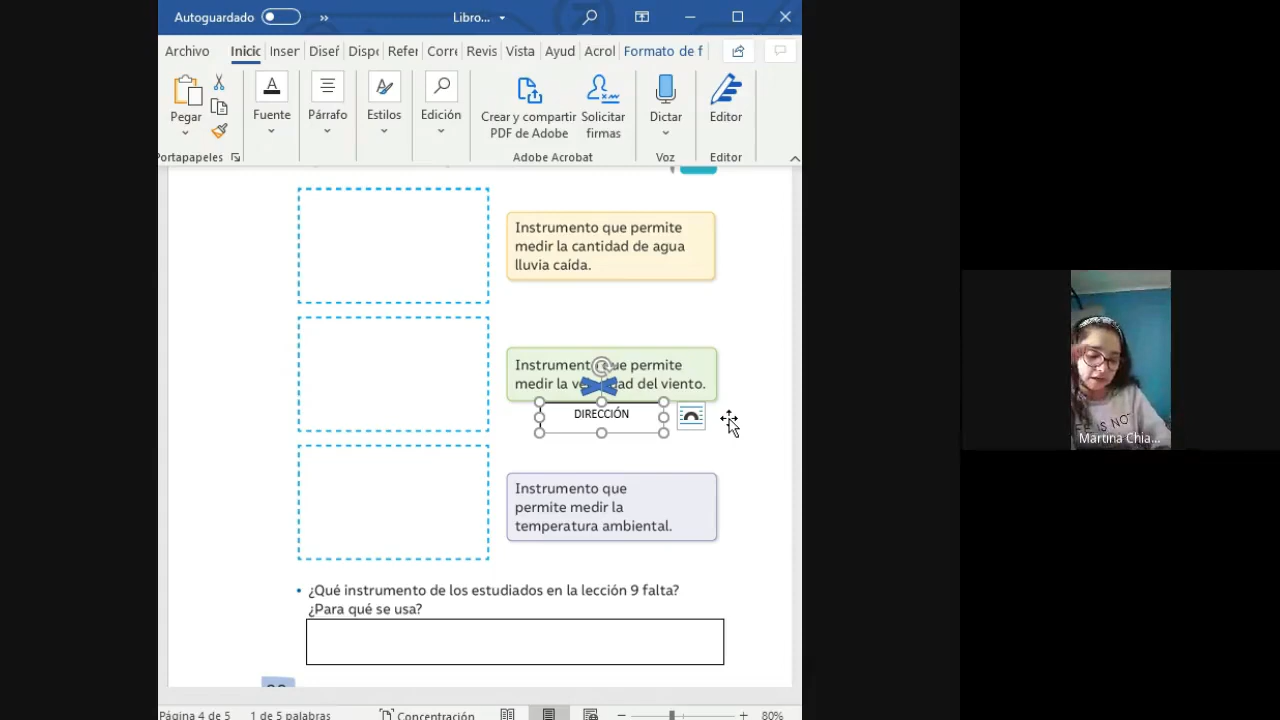 Autoguardado
Libro...
Archivo
Inicio
Inser
Diseñ
Dispo
Refer
Corre
Revis
Vista
Ayud
Acrol
Formato de f
Pegar
Fuente
Párrafo
Estilos
Edición
Crear y compartir
PDF de Adobe
Solicitar
firmas
Dictar
Editor
Portapapeles
Adobe Acrobat
Voz
Editor
Instrumento que permite
medir la cantidad de agua
lluvia caída.
que permite
medir la del viento.
DIRECCIÓN
Instrumento que
permite medir la
temperatura ambiental.
• ¿Qué instrumento de los estudiados en la lección 9 falta?
¿Para qué se usa?
Página 4 de 5
1 de 5 palabras
Concentración
80%
Martina Chia...